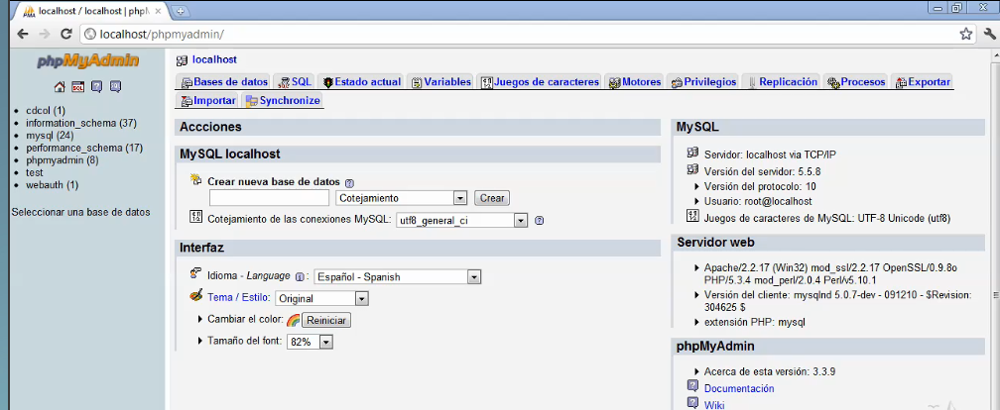 localhost / localhost | phpM
localhost/phpmyadmin/
phpMyAdmin
localhost
Bases de datos SQL Estado actual Variables Juegos de caracteres Motores Privilegios Replicación Procesos Exportar
Importar Synchronize
cdcol (1)
information_schema (37)
mysql (24)
performance_schema (17)
phpmyadmin (8)
test
webauth (1)
Seleccionar una base de datos
Accciones
MySQL localhost
Crear nueva base de datos
Cotejamiento Crear
Cotejamiento de las conexiones MySQL: utf8_general_ci
Interfaz
Idioma - Language : Español - Spanish
Tema / Estilo: Original
Cambiar el color: Reiniciar
Tamaño del font: 82%
MySQL
Servidor: localhost via TCP/IP
Versión del servidor: 5.5.8
Versión del protocolo: 10
Usuario: root@localhost
Juegos de caracteres de MySQL: UTF-8 Unicode (utf8)
Servidor web
Apache/2.2.17 (Win32) mod_ssl/2.2.17 OpenSSL/0.9.8o
PHP/5.3.4 mod_perl/2.0.4 Perl/v5.10.1
Versión del cliente: mysqlnd 5.0.7-dev - 091210 - $Revision:
304625 $
extensión PHP: mysql
phpMyAdmin
Acerca de esta versión: 3.3.9
Documentación
Wiki